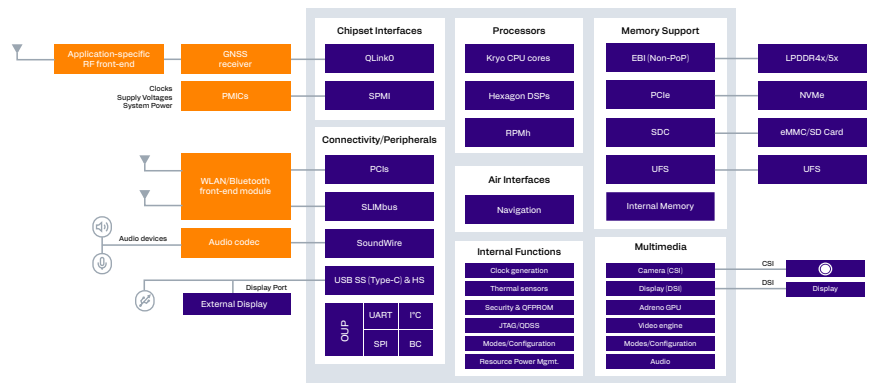 Application-specific
RF front-end
GNSS
receiver
Clocks
Supply Voltages
System Power
PMICs
WLAN/Bluetooth
front-end module
Audio devices
Audio codec
Display Port
External Display
Chipset Interfaces
QLink0
SPMI
Connectivity/Peripherals
PCIs
SLIMbus
SoundWire
USB SS (Type-C) & HS
OUP
UART
I²C
SPI
BC
Processors
Kryo CPU cores
Hexagon DSPs
RPMh
Air Interfaces
Navigation
Internal Functions
Clock generation
Thermal sensors
Security & QFPROM
JTAG/QDSS
Modes/Configuration
Resource Power Mgmt.
Memory Support
EBI (Non-PoP)
PCIe
SDC
UFS
Internal Memory
Multimedia
Camera (CSI)
Display (DSI)
Adreno GPU
Video engine
Modes/Configuration
Audio
LPDDR4x/5x
NVMe
eMMC/SD Card
UFS
CSI
DSI
Display